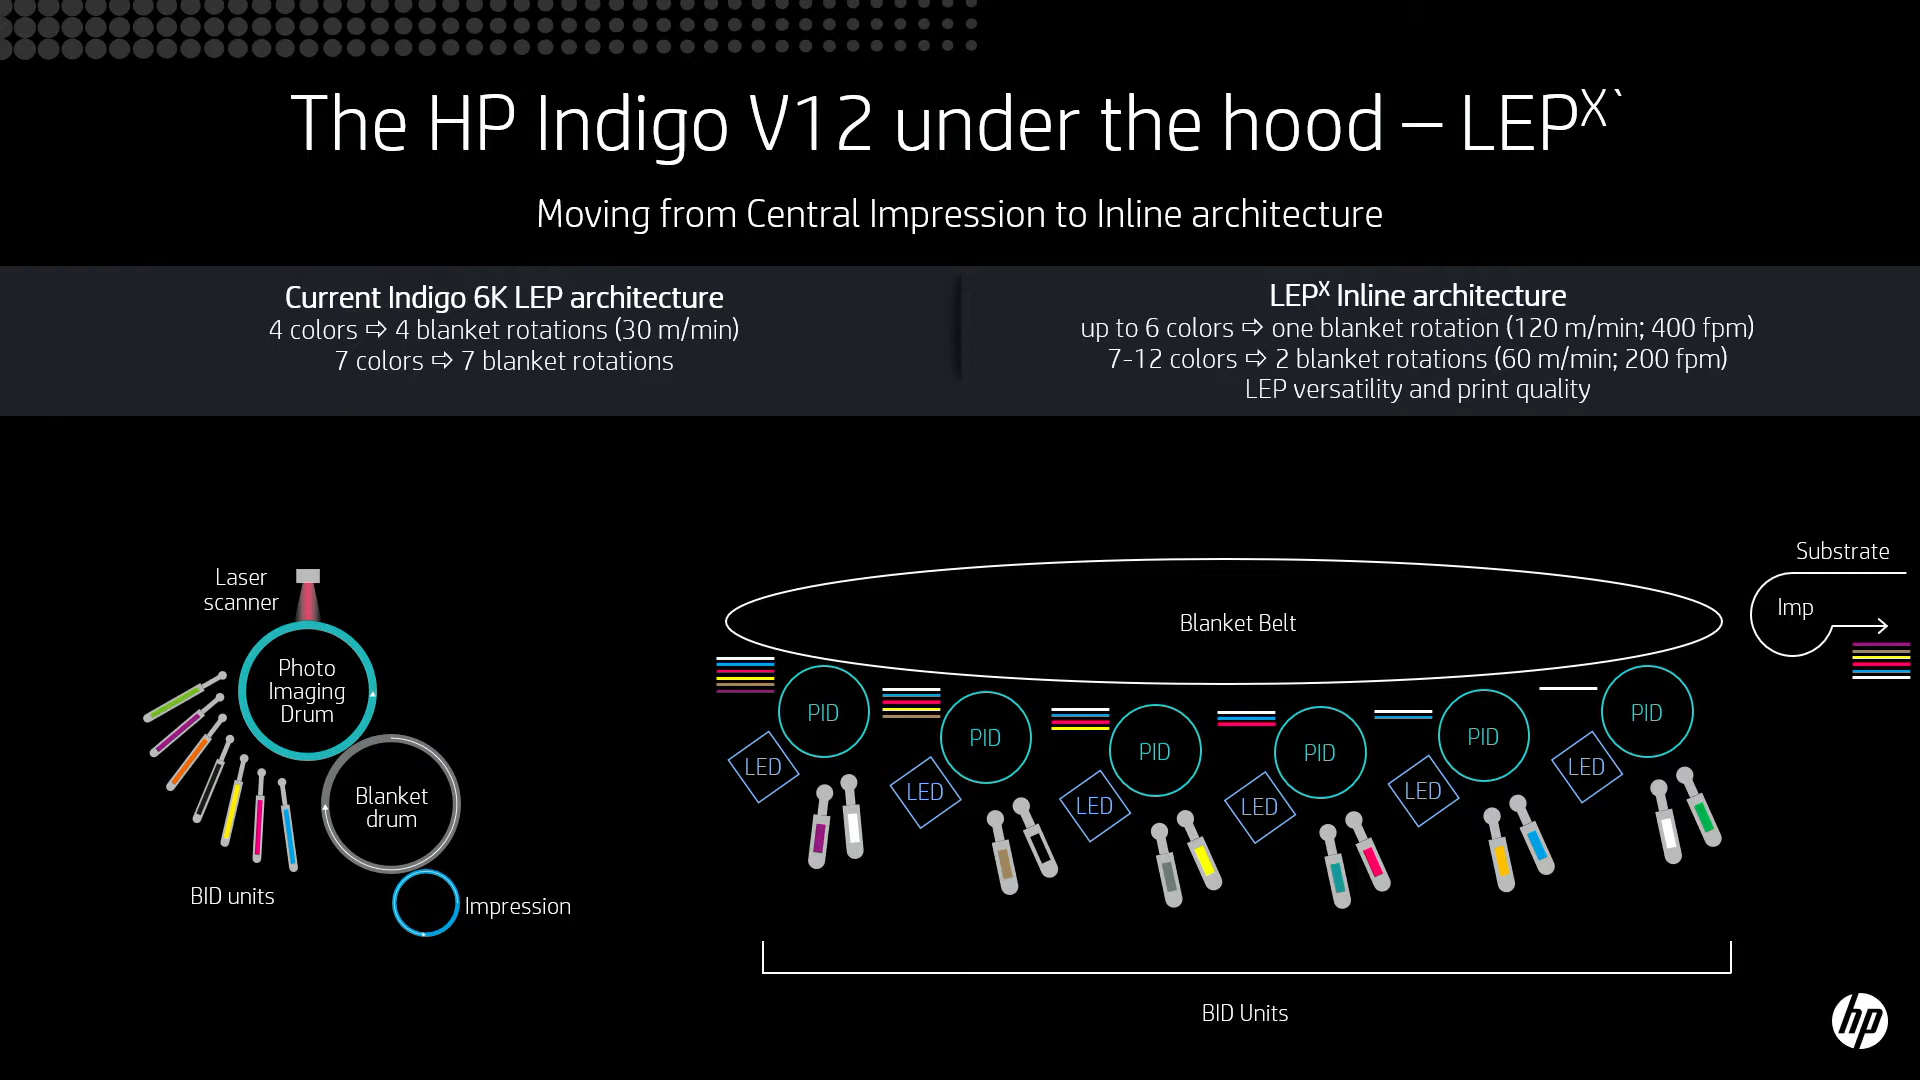 The HP Indigo V12 under the hood – LEPX`
Moving from Central Impression to Inline architecture
Current Indigo 6K LEP architecture
4 colors ⇨ 4 blanket rotations (30 m/min)
7 colors ⇨ 7 blanket rotations
LEPX Inline architecture
up to 6 colors ⇨ one blanket rotation (120 m/min; 400 fpm)
7-12 colors ⇨ 2 blanket rotations (60 m/min; 200 fpm)
LEP versatility and print quality
Laser
scanner
Photo
Imaging
Drum
Blanket
drum
BID units
Impression
Blanket Belt
Substrate
Imp
PID
PID
PID
PID
PID
PID
LED
LED
LED
LED
LED
LED
BID Units
hp